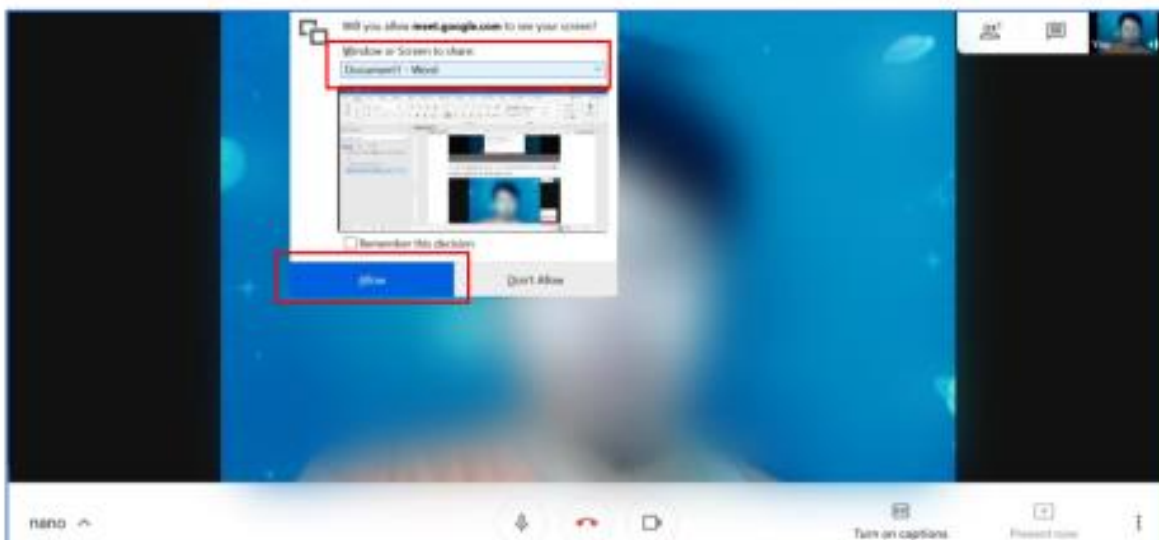 Will you allow meet.google.com to see your screen?
Window or Screen to share:
Document1 - Word
Remember this decision
Allow
Don't Allow
You
nano
Turn on captions
Present now